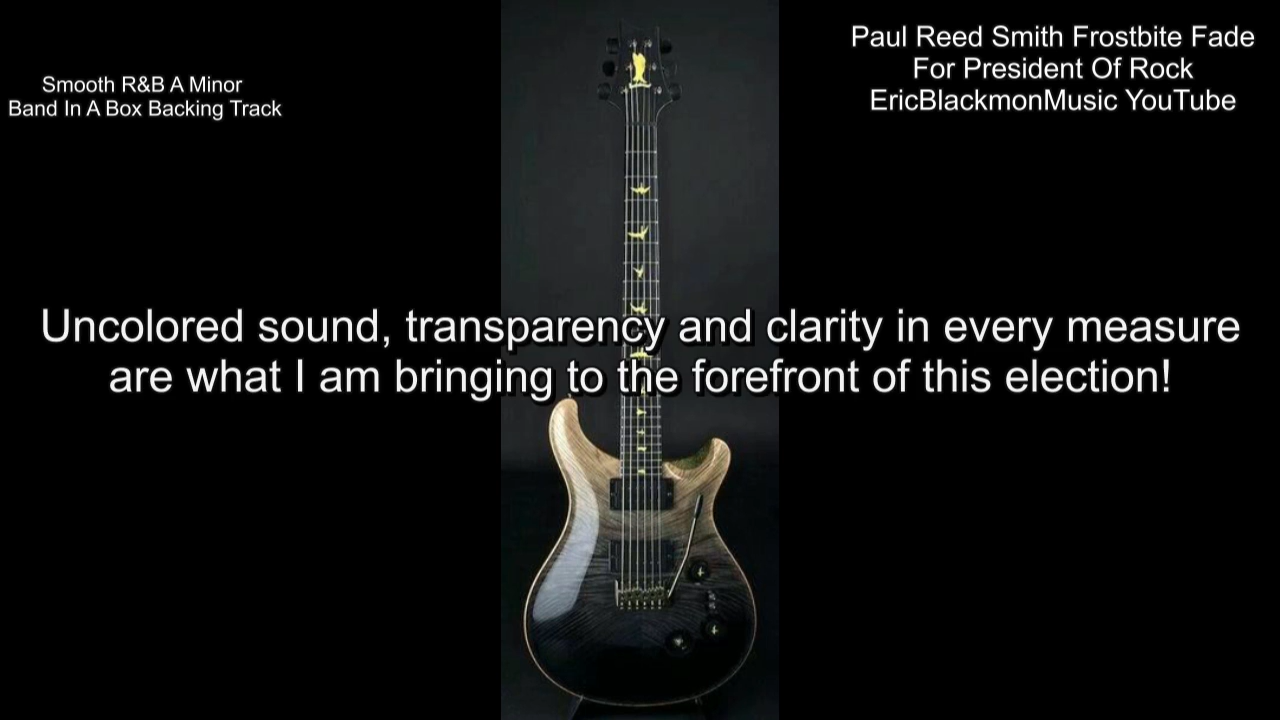 Smooth R&B A Minor
Band In A Box Backing Track
Paul Reed Smith Frostbite Fade
For President Of Rock
EricBlackmonMusic YouTube
Uncolored sound, transparency and clarity in every measure
are what I am bringing to the forefront of this election!